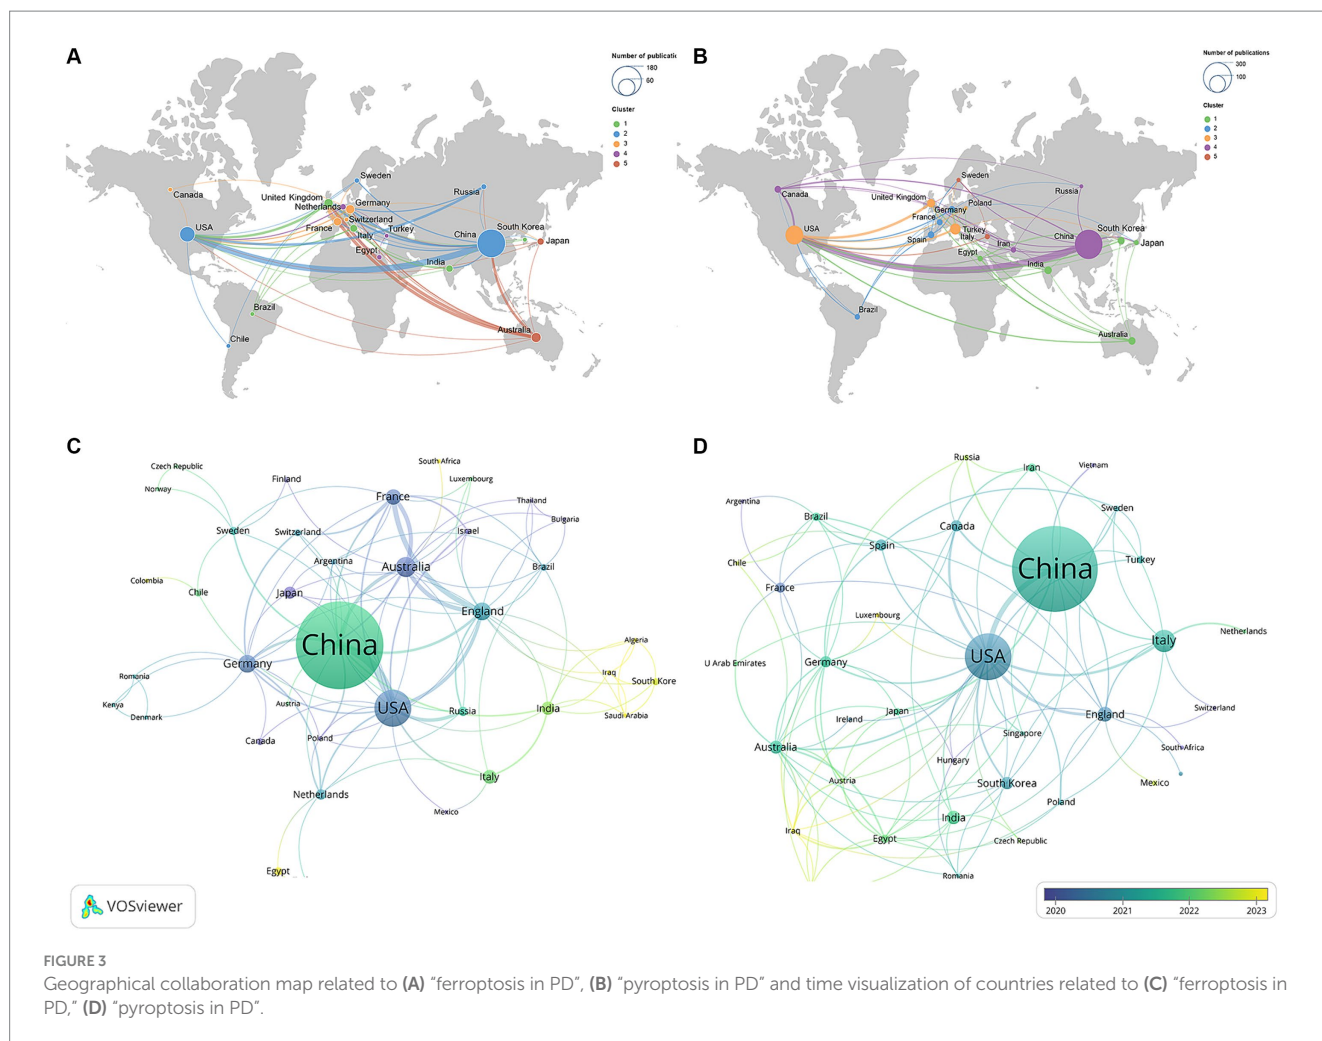 A
Number of publicatio
180
60
Cluster
1
2
3
4
5
Sweden
Russia
Canada
United Kingdom
Netherlands
Germany
Switzerland
USA
France
Italy
Turkey
China
South Korea
Japan
Egypt
India
Brazil
Australia
Chile
B
Number of publications
300
100
Cluster
1
2
3
4
5
Sweden
Russia
Canada
United Kingdom
Poland
Germany
France
USA
Turkey
Italy
Spain
Iran
China
South Korea
Japan
Egypt
India
Brazil
Australia
C
South Africa
Czech Republic
Finland
Luxembourg
Norway
France
Thailand
Bulgaria
Sweden
Switzerland
Israel
Argentina
Australia
Brazil
Colombia
Chile
Japan
England
China
Algeria
Germany
Iraq
Romania
South Kore
Kenya
Austria
USA
Russia
India
Denmark
Saudi Arabia
Canada
Poland
Italy
Netherlands
Mexico
Egypt
D
Russia
Iran
Vietnam
Argentina
Sweden
Brazil
Canada
Spain
Chile
China
Turkey
France
Luxembourg
Netherlands
Italy
U Arab Emirates
Germany
USA
Ireland
Japan
England
Switzerland
Singapore
Australia
Hungary
South Africa
Austria
South Korea
Mexico
Poland
Iraq
India
Egypt
Czech Republic
Romania
VOSviewer
2020
2021
2022
2023
FIGURE 3
Geographical collaboration map related to (A) “ferroptosis in PD”, (B) “pyroptosis in PD” and time visualization of countries related to (C) “ferroptosis in
PD,” (D) “pyroptosis in PD”.